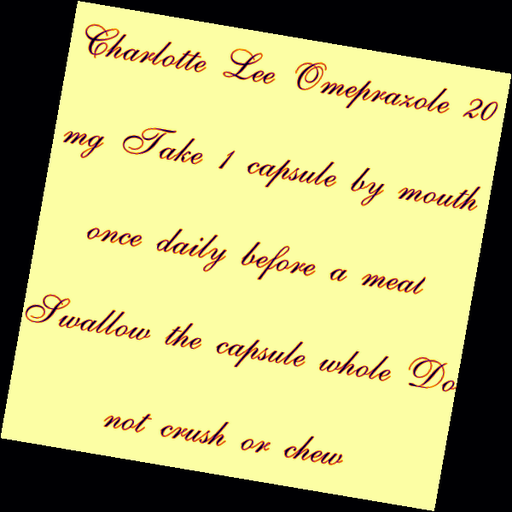 Charlotte Lee Omeprazole 20
mg Take 1 capsule by mouth
once daily before a meal
Swallow the capsule whole Do
not crush or chew